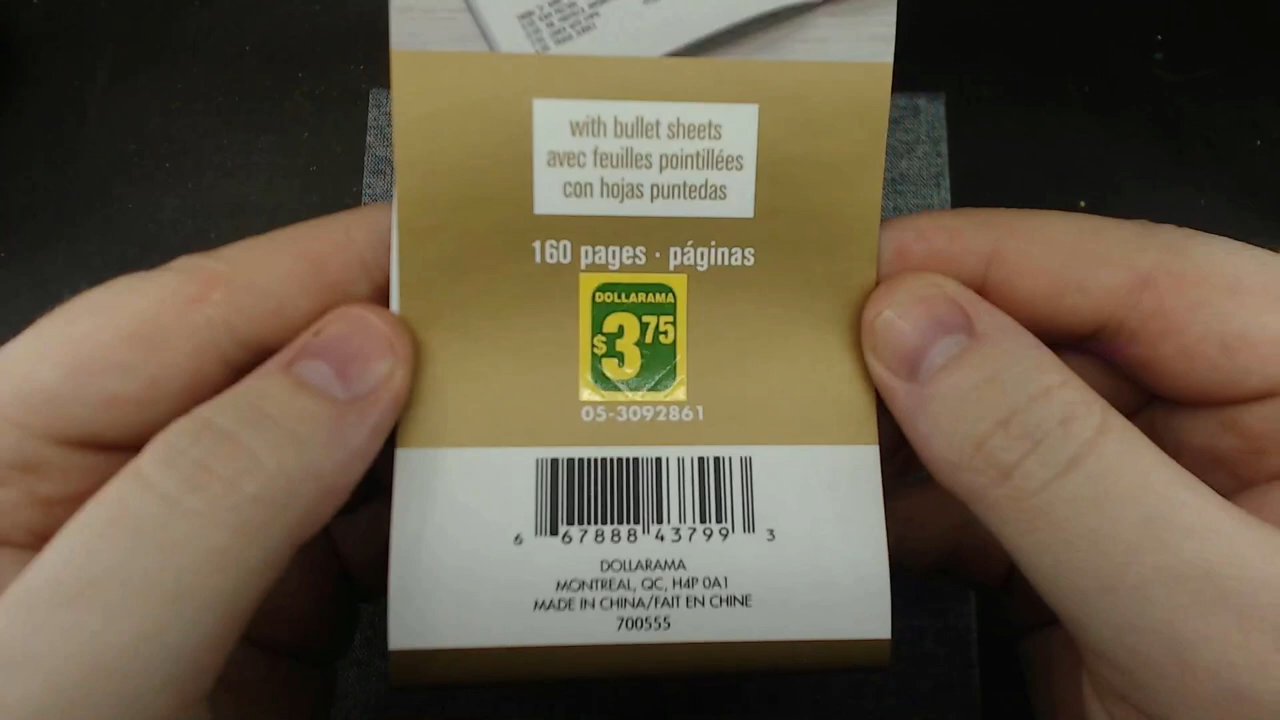 with bullet sheets
avec feuilles pointillées
con hojas puntedas
160 pages · páginas
DOLLARAMA
$3.75
05-3092861
6 67888 43799 3
DOLLARAMA
MONTREAL, QC, H4P 0A1
MADE IN CHINA/FAIT EN CHINE
700555